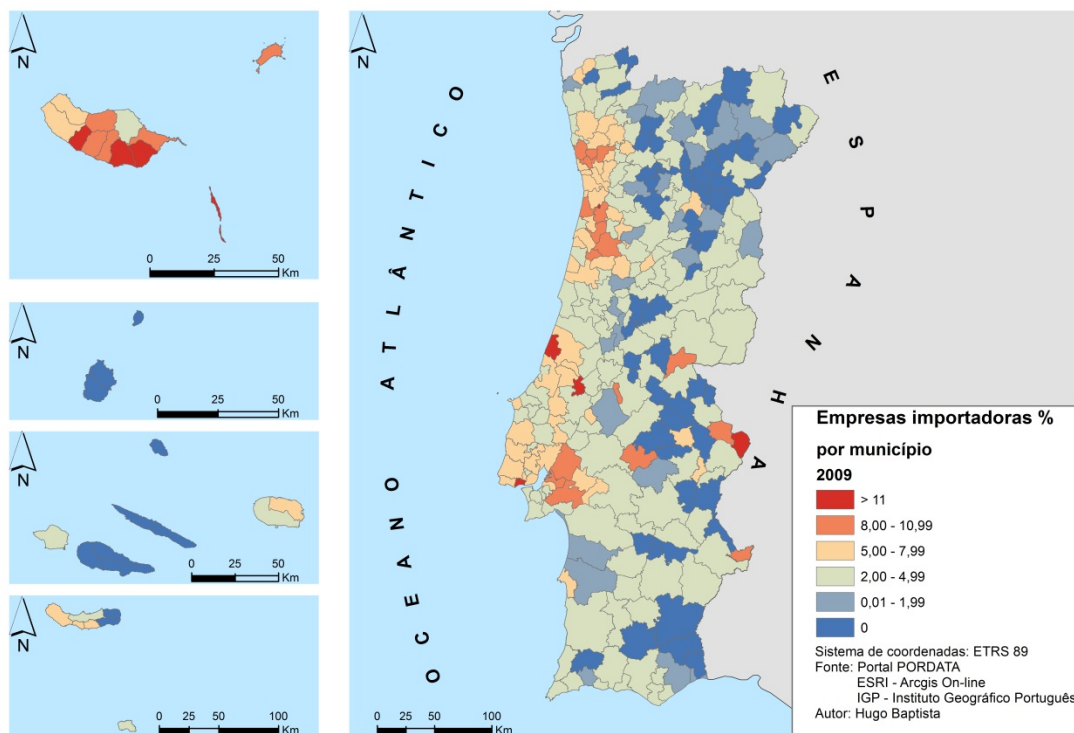 N
0 25 50
Km
N
0 25 50
Km
N
0 25 50
Km
N
0 50 100
Km
N
OCEANO ATLÂNTICO
ESPANHA
0 50 100
Km
Empresas importadoras %
por município
2009
> 11
8,00 - 10,99
5,00 - 7,99
2,00 - 4,99
0,01 - 1,99
0
Sistema de coordenadas: ETRS 89
Fonte: Portal PORDATA
ESRI - Arcgis On-line
IGP - Instituto Geográfico Português
Autor: Hugo Baptista